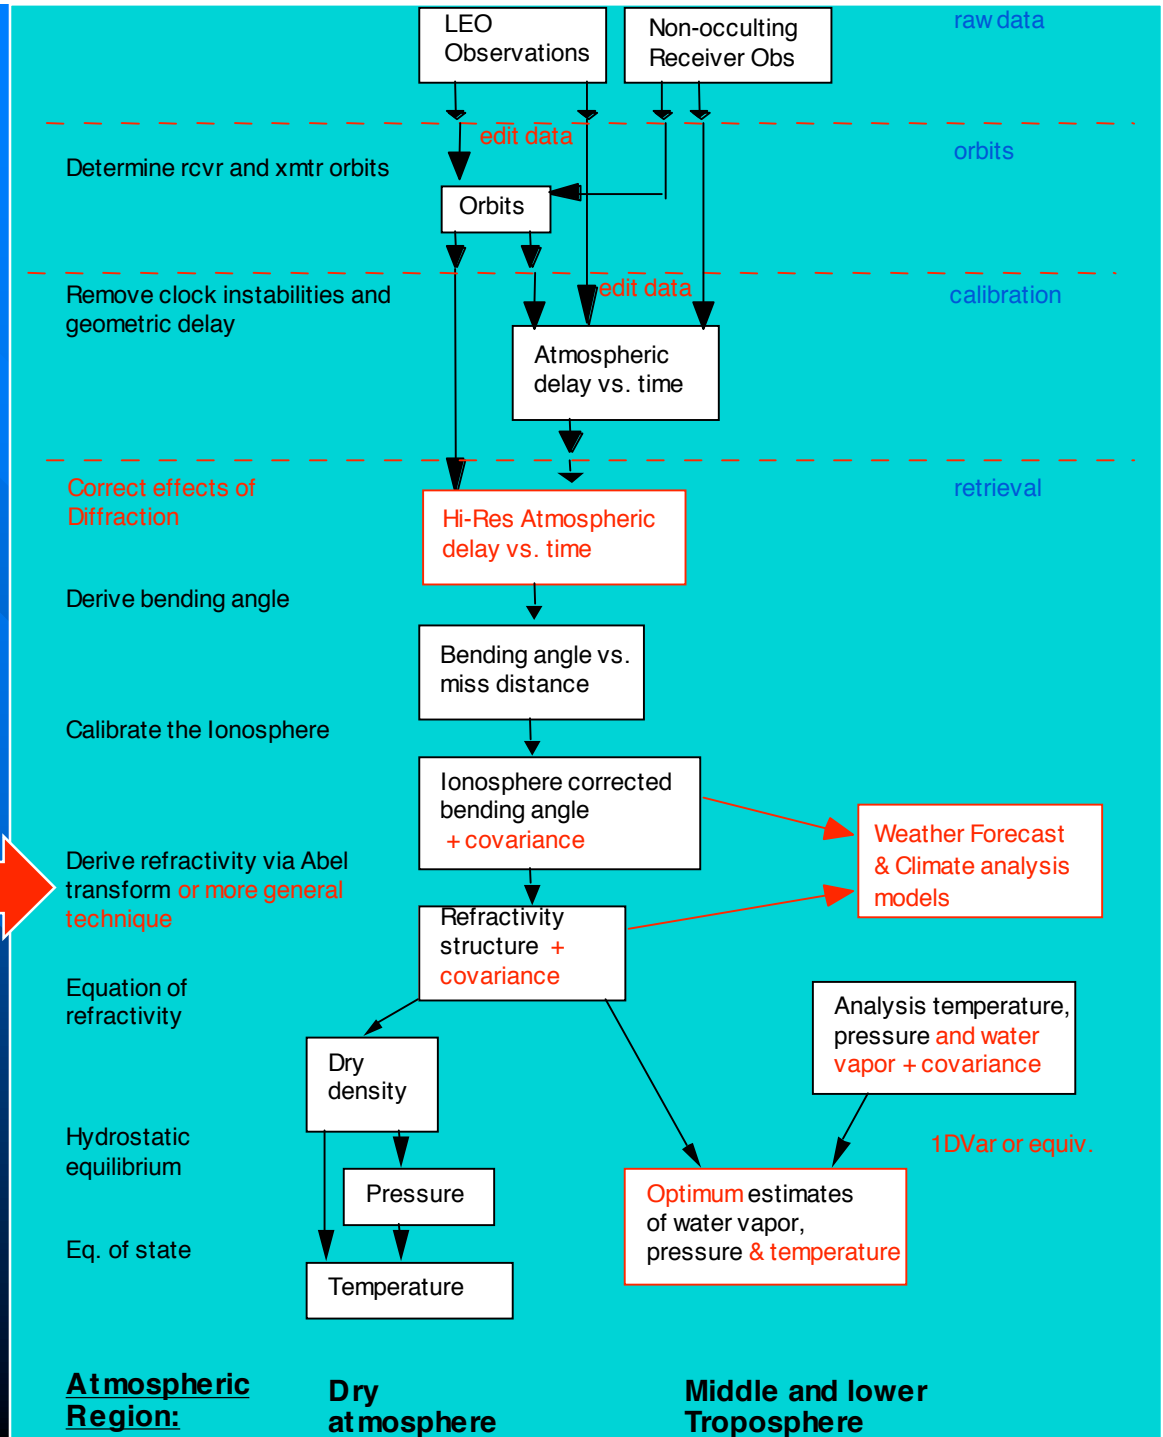 LEO
Observations
Non-occulting
Receiver Obs
raw data
edit data
orbits
Determine rcvr and xmtr orbits
Orbits
Remove clock instabilities and
geometric delay
edit data
calibration
Atmospheric
delay vs. time
Correct effects of
Diffraction
retrieval
Hi-Res Atmospheric
delay vs. time
Derive bending angle
Bending angle vs.
miss distance
Calibrate the Ionosphere
Ionosphere corrected
bending angle
+ covariance
Weather Forecast
& Climate analysis
models
Derive refractivity via Abel
transform or more general
technique
Refractivity
structure +
covariance
Equation of
refractivity
Analysis temperature,
pressure and water
vapor + covariance
Dry
density
Hydrostatic
equilibrium
1DVar or equiv.
Pressure
Optimum estimates
of water vapor,
pressure & temperature
Eq. of state
Temperature
Atmospheric
Region:
Dry
atmosphere
Middle and lower
Troposphere